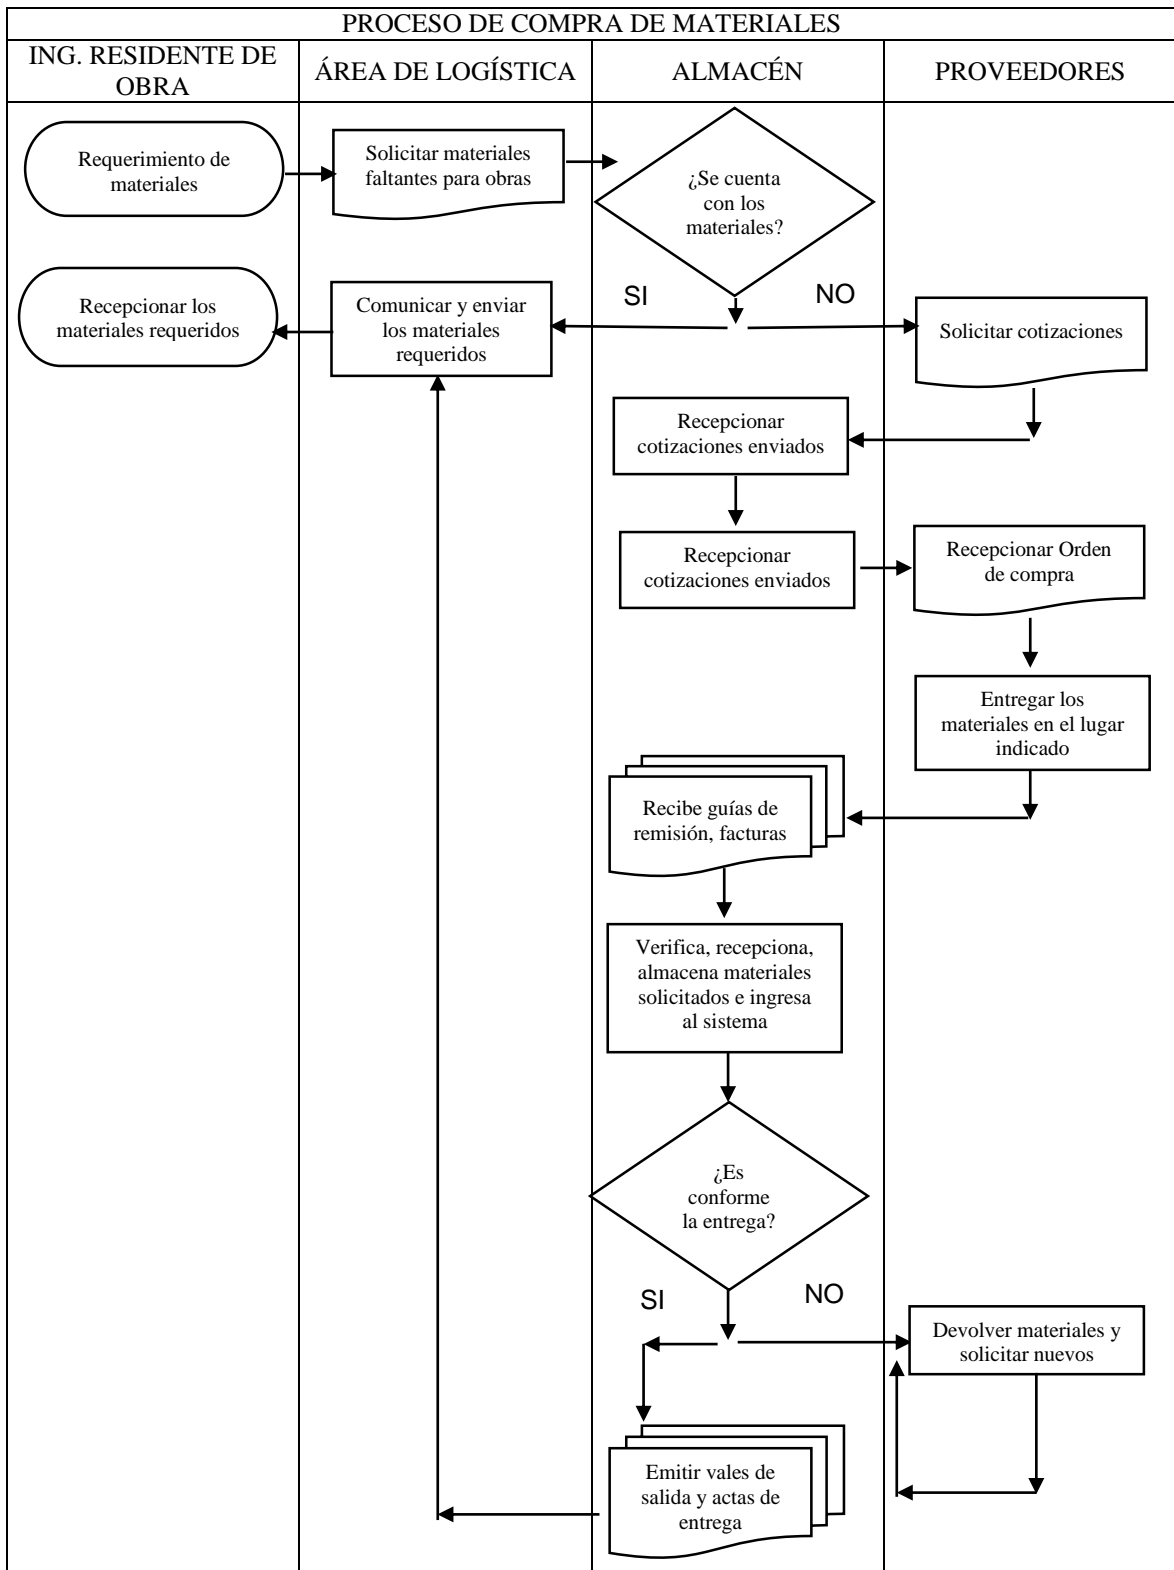 PROCESO DE COMPRA DE MATERIALES
ING. RESIDENTE DE
OBRA
ÁREA DE LOGÍSTICA
ALMACÉN
PROVEEDORES
Requerimiento de
materiales
Solicitar materiales
faltantes para obras
¿Se cuenta
con los
materiales?
SI
NO
Recepcionar los
materiales requeridos
Comunicar y enviar
los materiales
requeridos
Solicitar cotizaciones
Recepcionar
cotizaciones enviados
Recepcionar
cotizaciones enviados
Recepcionar Orden
de compra
Entregar los
materiales en el lugar
indicado
Recibe guías de
remisión, facturas
Verifica, recepciona,
almacena materiales
solicitados e ingresa
al sistema
¿Es
conforme
la entrega?
SI
NO
Devolver materiales y
solicitar nuevos
Emitir vales de
salida y actas de
entrega